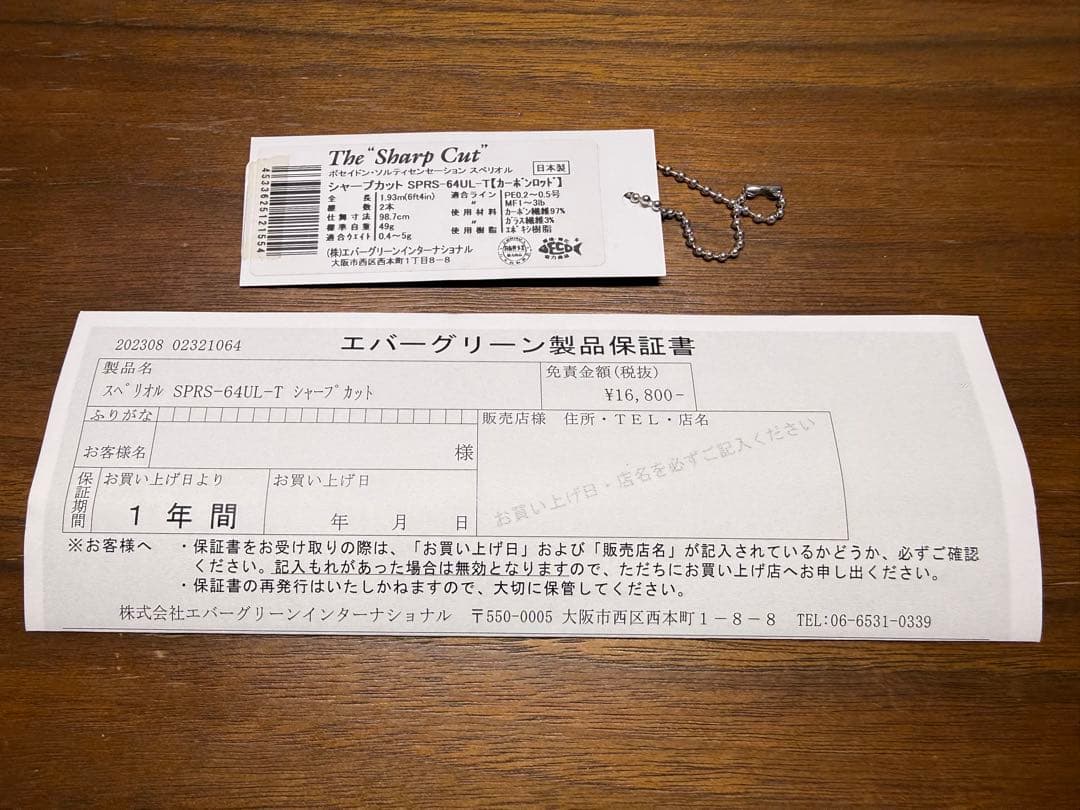 The "Sharp Cut"
ポセイドン・ソルティセンセーション スペリオル
日本製
シャープカット SPRS-64UL-T【カーボンロッド】
全長 1.93m(6ft4in) 適合ライン PE0.2〜0.5号
継数 2本 〃 MF1〜3lb
仕舞寸法 98.7cm 使用材料 カーボン繊維97%
標準自重 49g 〃 ガラス繊維3%
適合ウエイト 0.4〜5g 使用樹脂 エポキシ樹脂
(株)エバーグリーンインターナショナル
大阪市西区西本町1丁目8-8
4533625121554
202308 02321064
エバーグリーン製品保証書
製品名
スペリオル SPRS-64UL-T シャープカット
免責金額(税抜)
¥16,800-
ふりがな
お客様名 様
販売店様 住所・TEL・店名
お買い上げ日・店名を必ずご記入ください
保証期間
お買い上げ日より
1年間
お買い上げ日
年 月 日
※お客様へ ・保証書をお受け取りの際は、「お買い上げ日」および「販売店名」が記入されているかどうか、必ずご確認
ください。記入もれがあった場合は無効となりますので、ただちにお買い上げ店へお申し出ください。
・保証書の再発行はいたしかねますので、大切に保管してください。
株式会社エバーグリーンインターナショナル 〒550-0005 大阪市西区西本町1-8-8 TEL:06-6531-0339